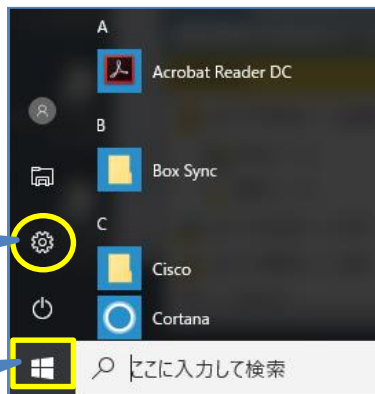 A
Acrobat Reader DC
B
Box Sync
C
Cisco
Cortana
ここに入力して検索